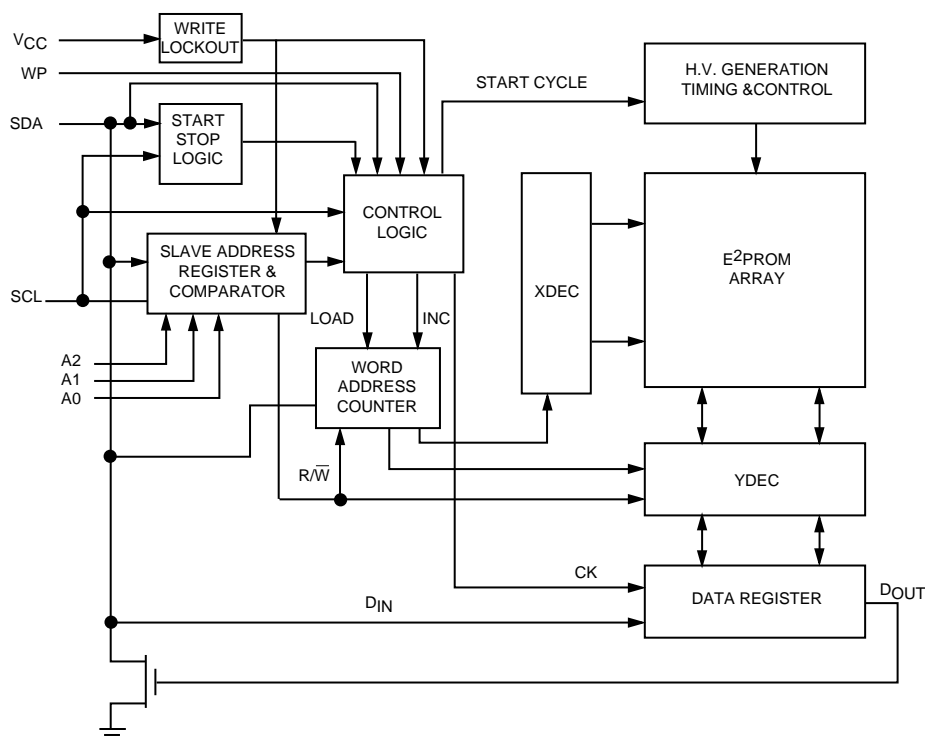 VCC
WRITE
LOCKOUT
WP
START CYCLE
H.V. GENERATION
TIMING &CONTROL
SDA
START
STOP
LOGIC
CONTROL
LOGIC
SLAVE ADDRESS
REGISTER &
COMPARATOR
E2PROM
ARRAY
XDEC
SCL
LOAD
INC
A2
A1
A0
WORD
ADDRESS
COUNTER
R/W̅
YDEC
CK
DIN
DATA REGISTER
DOUT